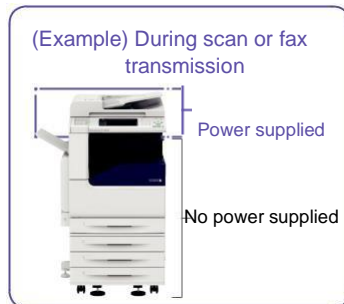 (Example) During scan or fax
transmission
Power supplied
No power supplied